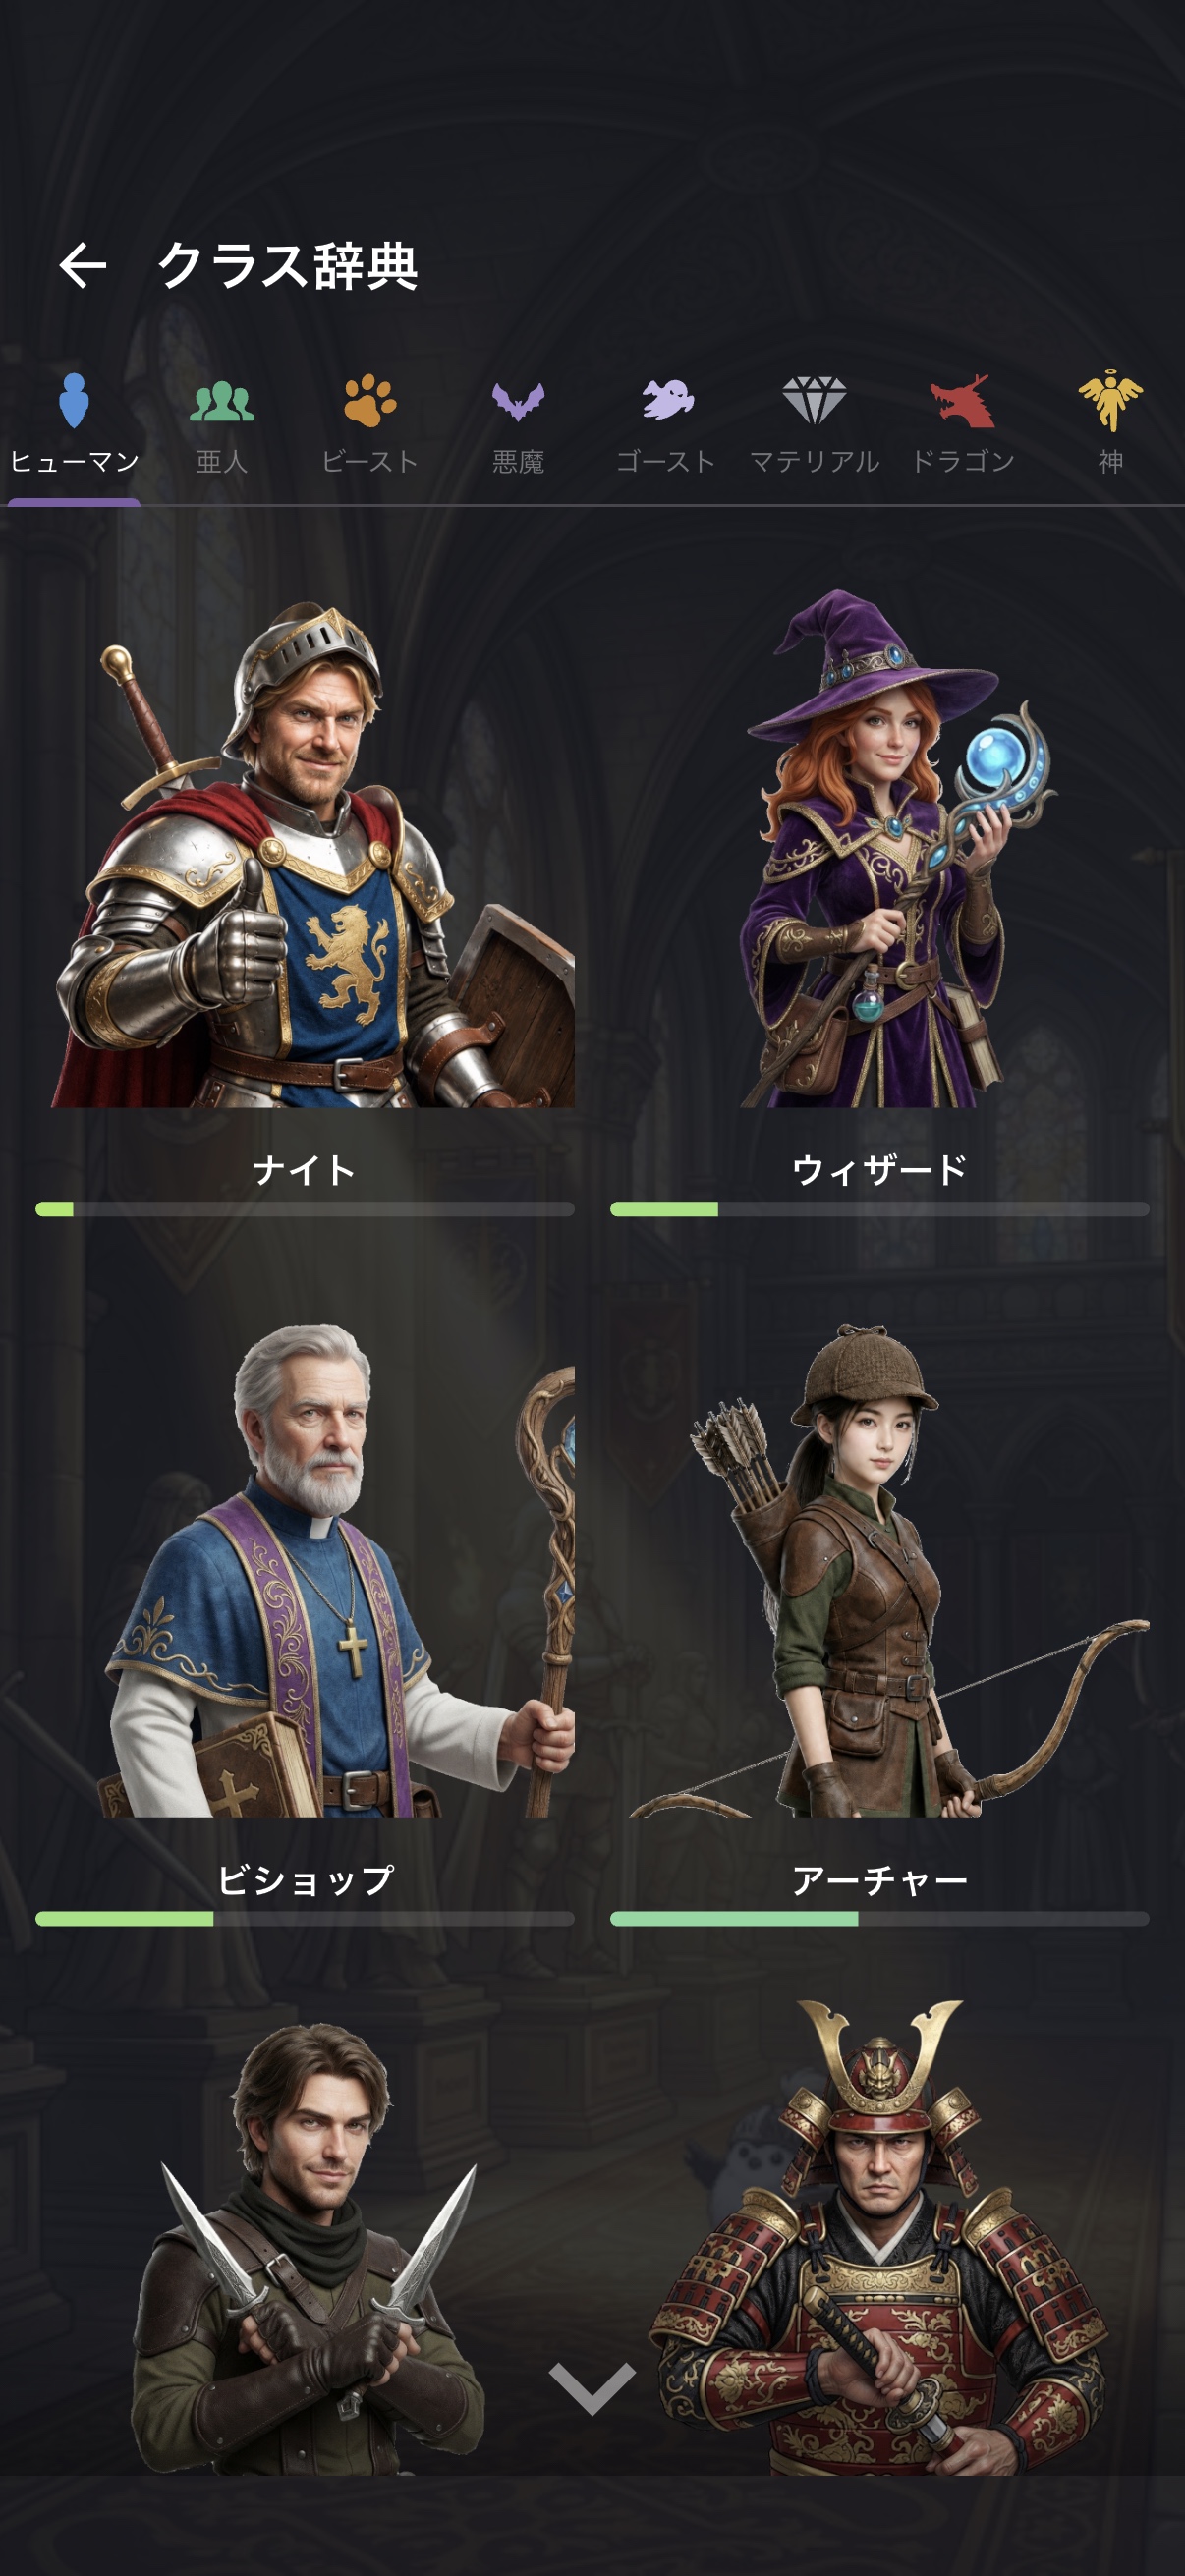 クラス辞典
ヒューマン
亜人
ビースト
悪魔
ゴースト
マテリアル
ドラゴン
神
ナイト
ウィザード
ビショップ
アーチャー